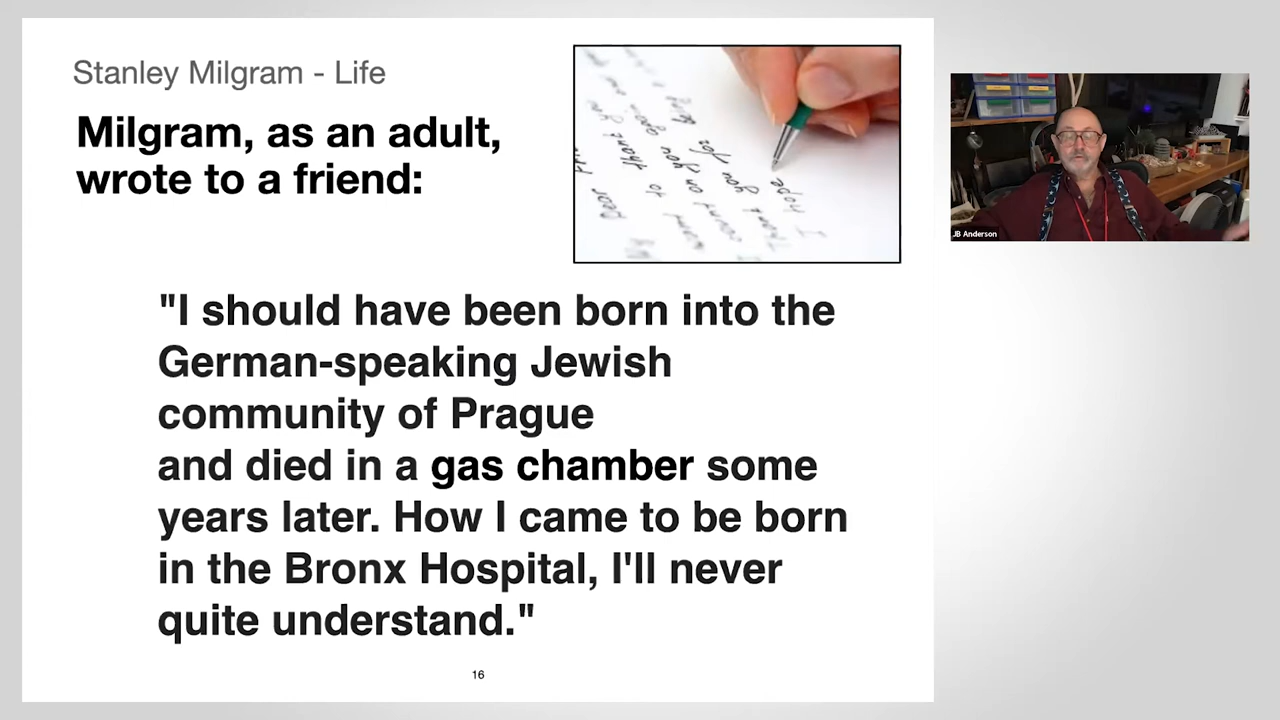 Stanley Milgram - Life
Milgram, as an adult,
wrote to a friend:
"I should have been born into the
German-speaking Jewish
community of Prague
and died in a gas chamber some
years later. How I came to be born
in the Bronx Hospital, I'll never
quite understand."
16
JB Anderson